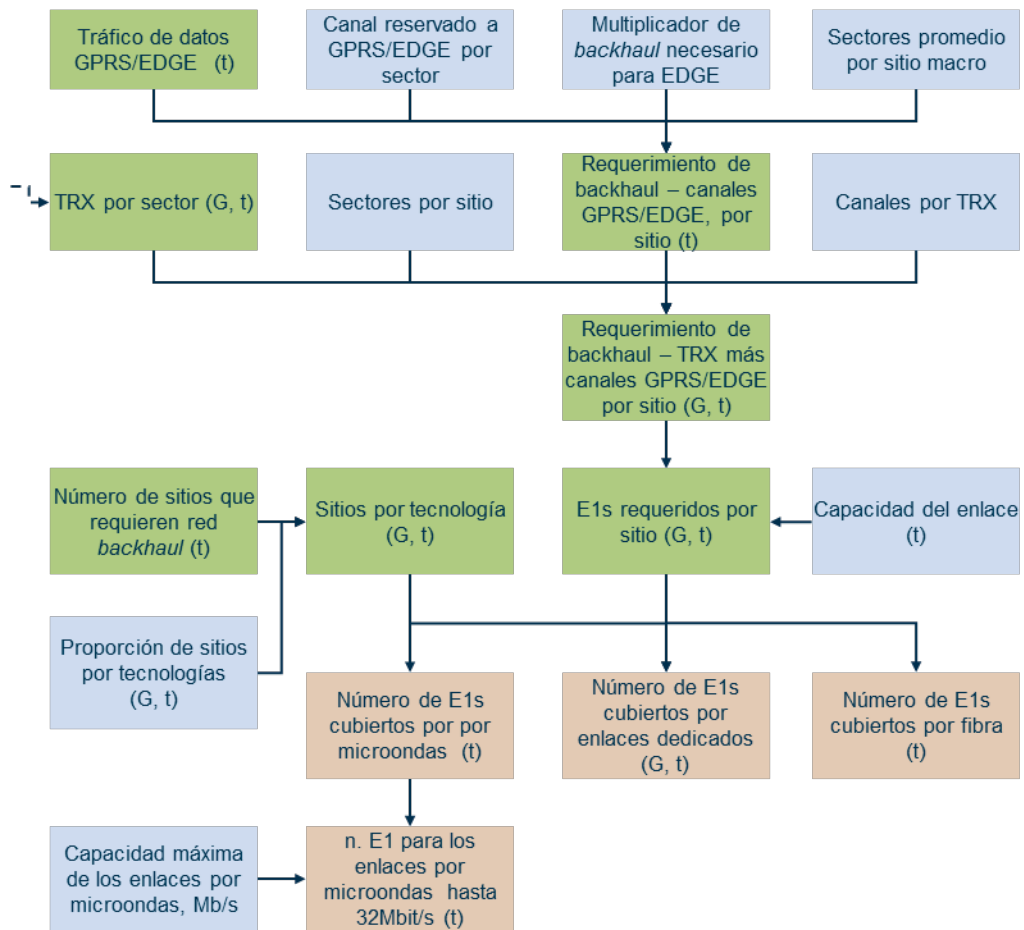 Tráfico de datos
GPRS/EDGE (t)
Canal reservado a
GPRS/EDGE por
sector
Multiplicador de
backhaul necesario
para EDGE
Sectores promedio
por sitio macro
TRX por sector (G, t)
Sectores por sitio
Requerimiento de
backhaul – canales
GPRS/EDGE, por
sitio (t)
Canales por TRX
Requerimiento de
backhaul – TRX más
canales GPRS/EDGE
por sitio (G, t)
Número de sitios que
requieren red
backhaul (t)
Sitios por tecnología
(G, t)
E1s requeridos por
sitio (G, t)
Capacidad del enlace
(t)
Proporción de sitios
por tecnologías
(G, t)
Número de E1s
cubiertos por por
microondas (t)
Número de E1s
cubiertos por
enlaces dedicados
(G, t)
Número de E1s
cubiertos por fibra
(t)
Capacidad máxima
de los enlaces por
microondas, Mb/s
n. E1 para los
enlaces por
microondas hasta
32Mbit/s (t)